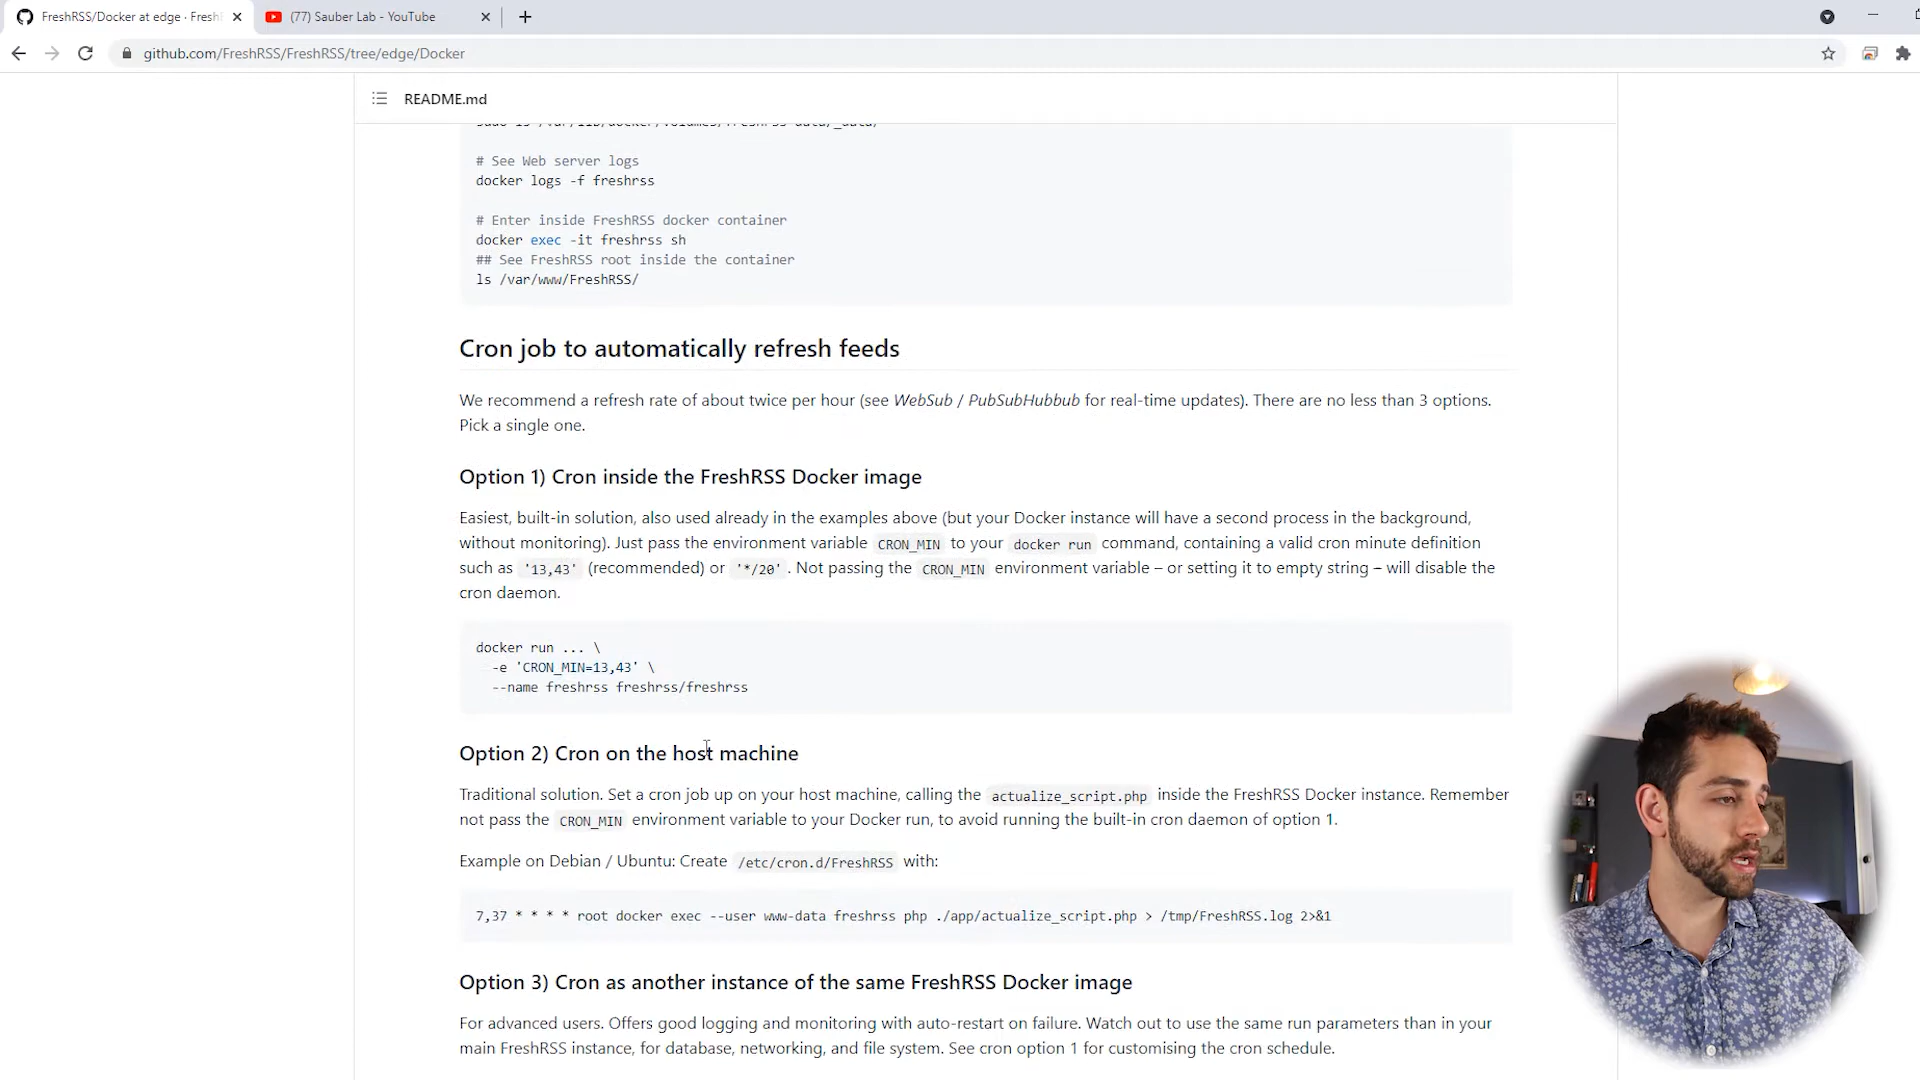 FreshRSS/Docker at edge · Fresh
(77) Sauber Lab - YouTube
github.com/FreshRSS/FreshRSS/tree/edge/Docker
README.md
# See Web server logs
docker logs -f freshrss
# Enter inside FreshRSS docker container
docker exec -it freshrss sh
## See FreshRSS root inside the container
ls /var/www/FreshRSS/
Cron job to automatically refresh feeds
We recommend a refresh rate of about twice per hour (see WebSub / PubSubHubbub for real-time updates). There are no less than 3 options.
Pick a single one.
Option 1) Cron inside the FreshRSS Docker image
Easiest, built-in solution, also used already in the examples above (but your Docker instance will have a second process in the background,
without monitoring). Just pass the environment variable CRON_MIN to your docker run command, containing a valid cron minute definition
such as '13,43' (recommended) or '*/20'. Not passing the CRON_MIN environment variable – or setting it to empty string – will disable the
cron daemon.
docker run ... \
-e 'CRON_MIN=13,43' \
--name freshrss freshrss/freshrss
Option 2) Cron on the host machine
Traditional solution. Set a cron job up on your host machine, calling the actualize_script.php inside the FreshRSS Docker instance. Remember
not pass the CRON_MIN environment variable to your Docker run, to avoid running the built-in cron daemon of option 1.
Example on Debian / Ubuntu: Create /etc/cron.d/FreshRSS with:
7,37 * * * * root docker exec --user www-data freshrss php ./app/actualize_script.php > /tmp/FreshRSS.log 2>&1
Option 3) Cron as another instance of the same FreshRSS Docker image
For advanced users. Offers good logging and monitoring with auto-restart on failure. Watch out to use the same run parameters than in your
main FreshRSS instance, for database, networking, and file system. See cron option 1 for customising the cron schedule.